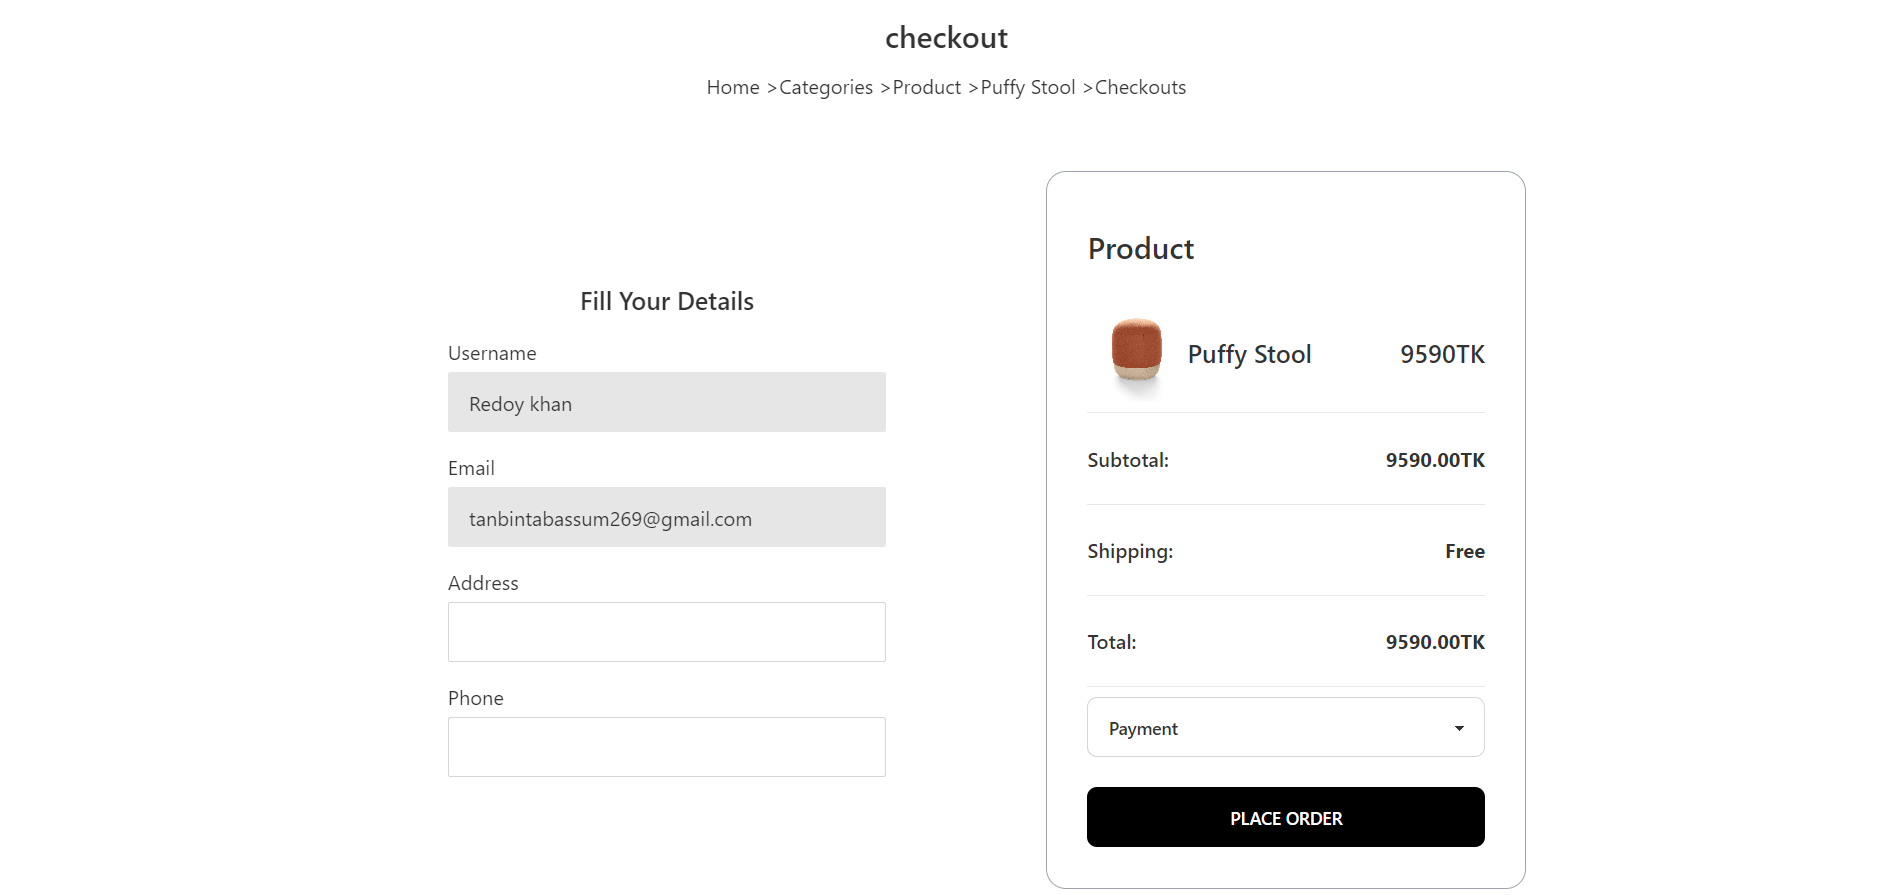 checkout
Home >Categories >Product >Puffy Stool >Checkouts
Fill Your Details
Username
Redoy khan
Email
tanbintabassum269@gmail.com
Address
Phone
Product
Puffy Stool 9590TK
Subtotal: 9590.00TK
Shipping: Free
Total: 9590.00TK
Payment
PLACE ORDER